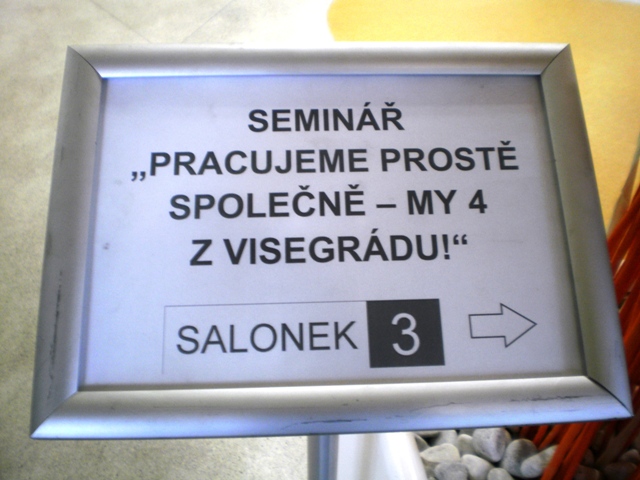 SEMINÁŘ
„PRACUJEME PROSTĚ
SPOLEČNĚ – MY 4
Z VISEGRÁDU!“
SALONEK 3